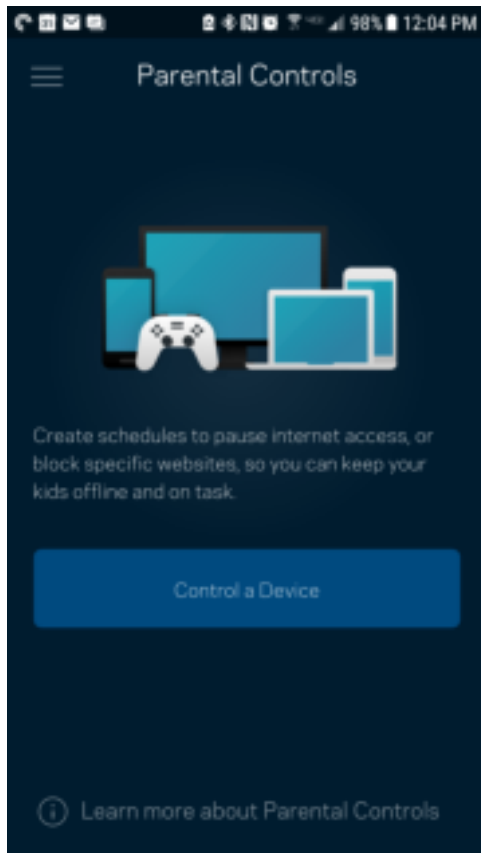 98% 12:04 PM
Parental Controls
Create schedules to pause internet access, or
block specific websites, so you can keep your
kids offline and on task.
Control a Device
Learn more about Parental Controls